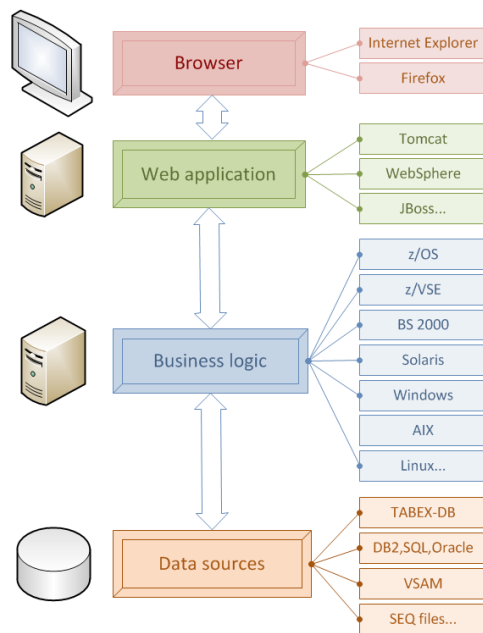 Browser
Internet Explorer
Firefox
Web application
Tomcat
WebSphere
JBoss...
Business logic
z/OS
z/VSE
BS 2000
Solaris
Windows
AIX
Linux...
Data sources
TABEX-DB
DB2,SQL,Oracle
VSAM
SEQ files...